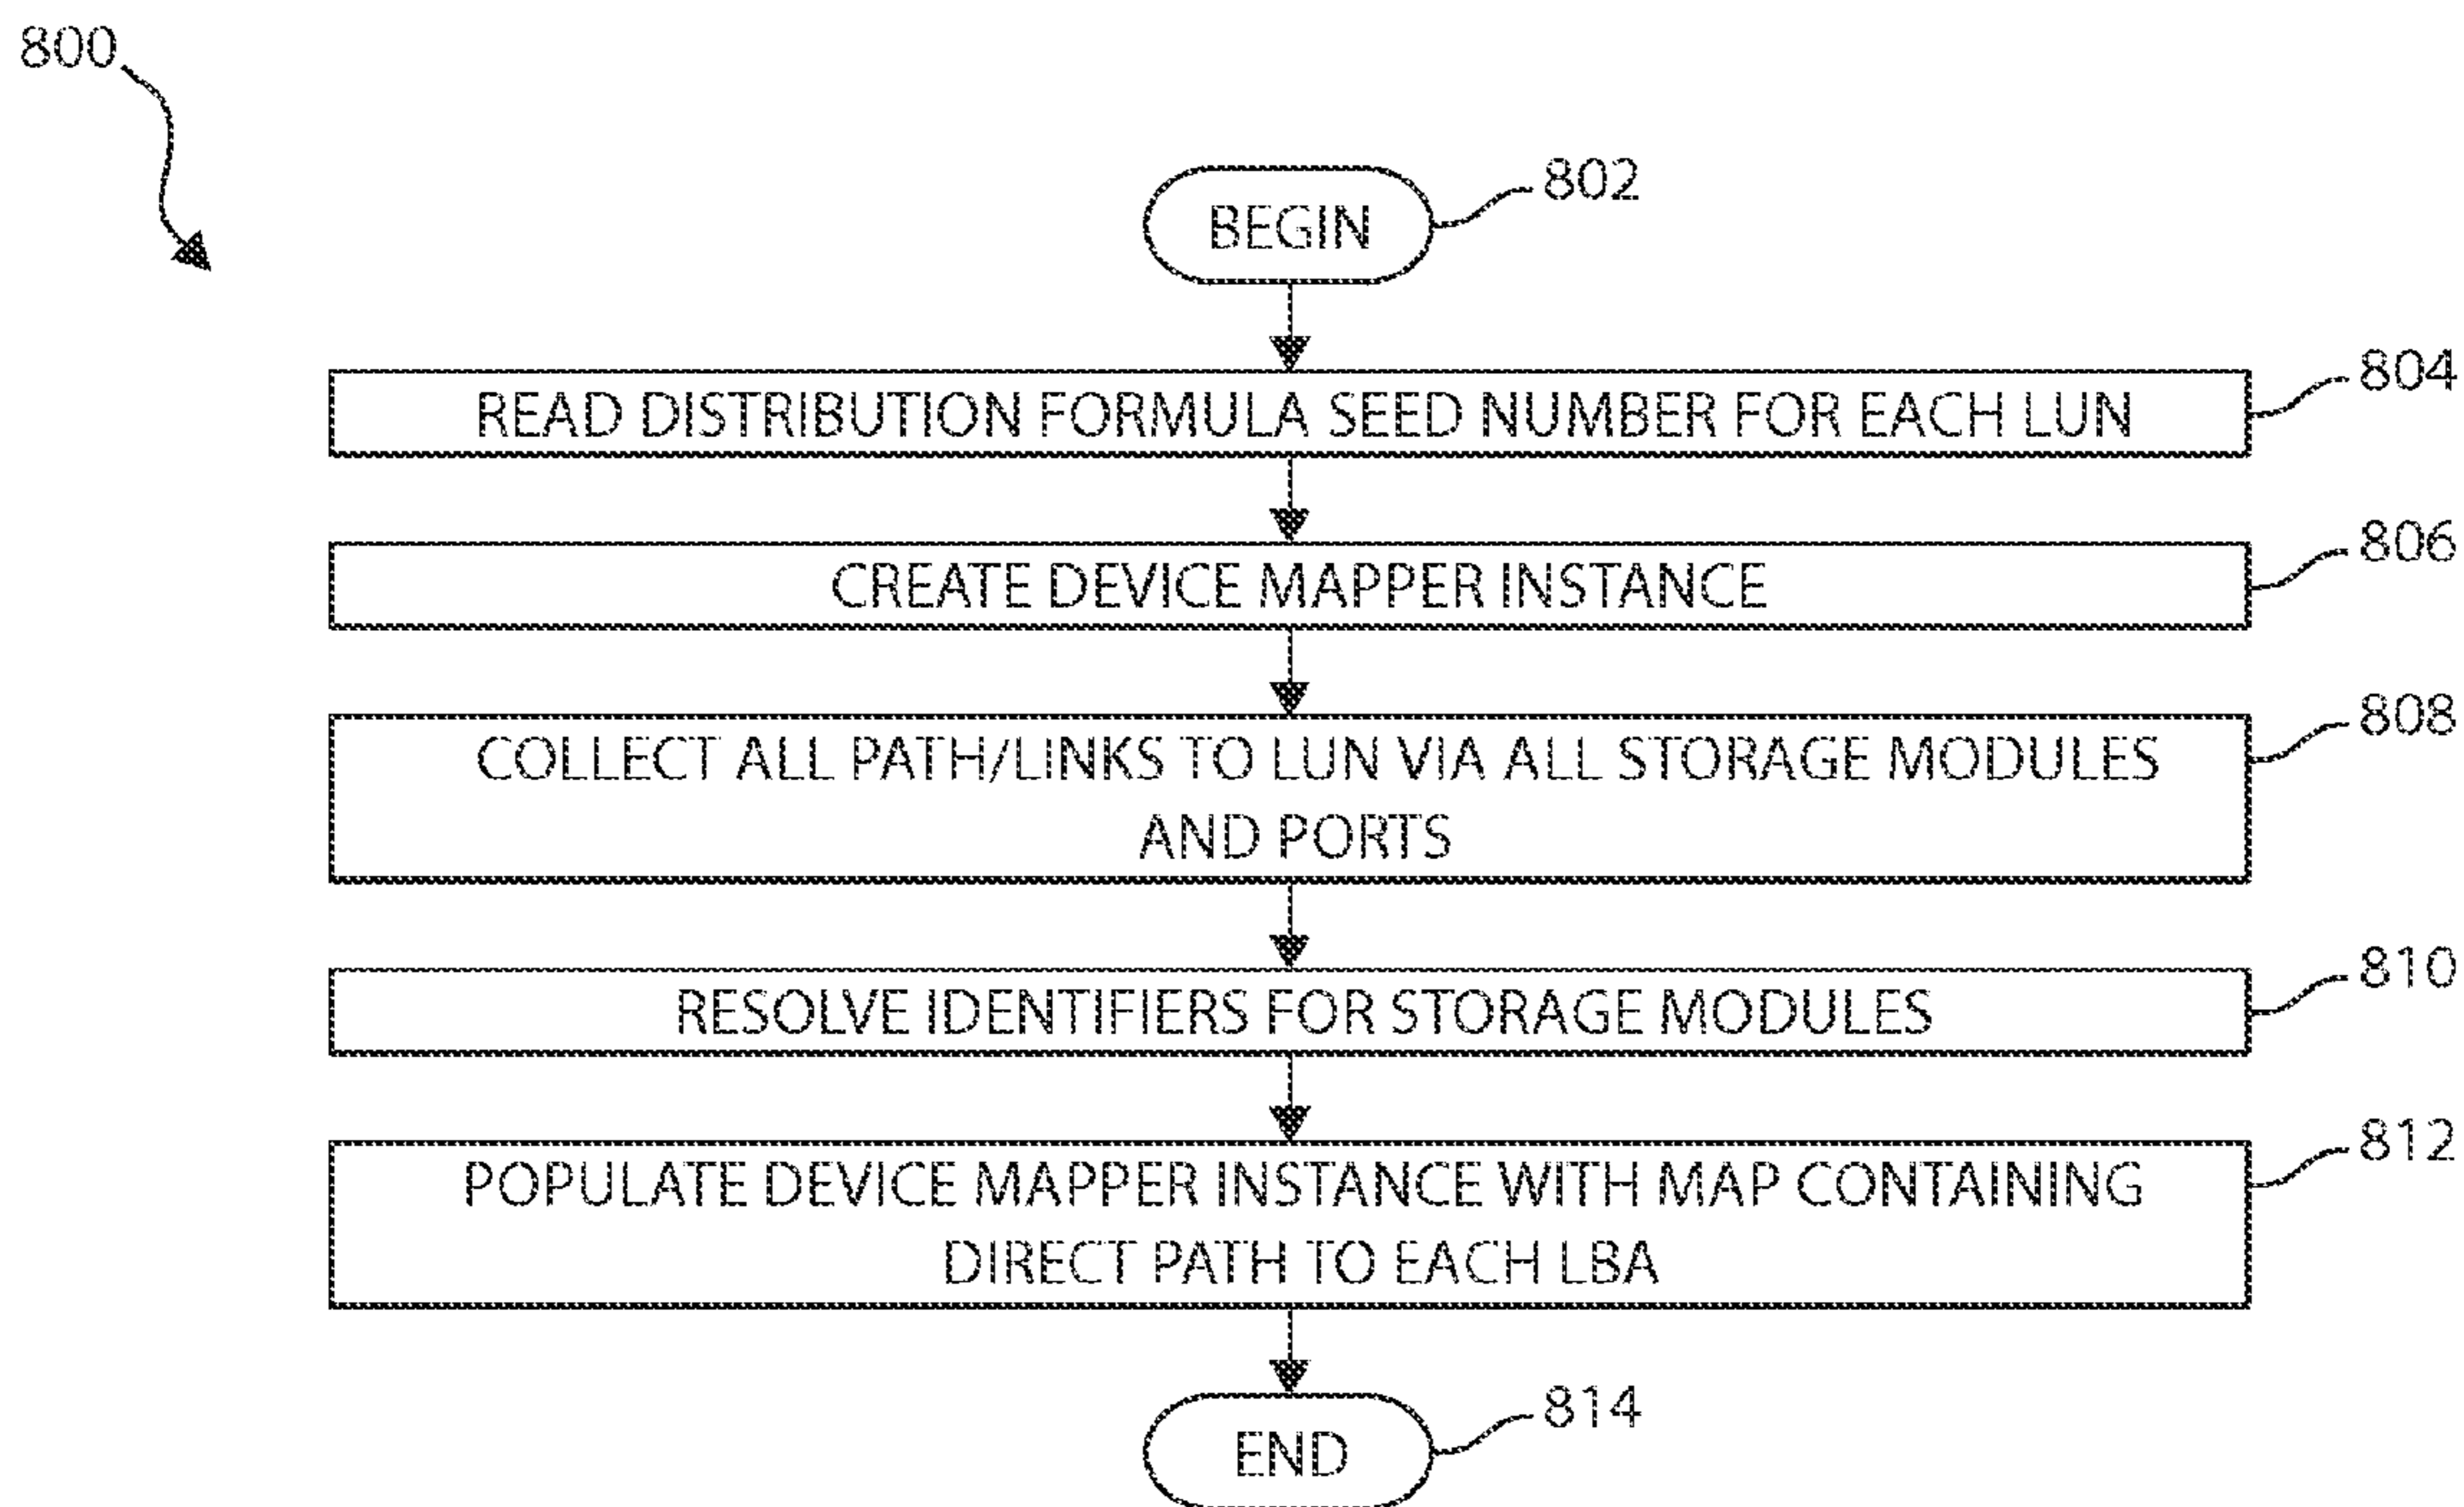 800
BEGIN
802
READ DISTRIBUTION FORMULA SEED NUMBER FOR EACH LUN
804
CREATE DEVICE MAPPER INSTANCE
806
COLLECT ALL PATH/LINKS TO LUN VIA ALL STORAGE MODULES
AND PORTS
808
RESOLVE IDENTIFIERS FOR STORAGE MODULES
810
POPULATE DEVICE MAPPER INSTANCE WITH MAP CONTAINING
DIRECT PATH TO EACH LBA
812
END
814